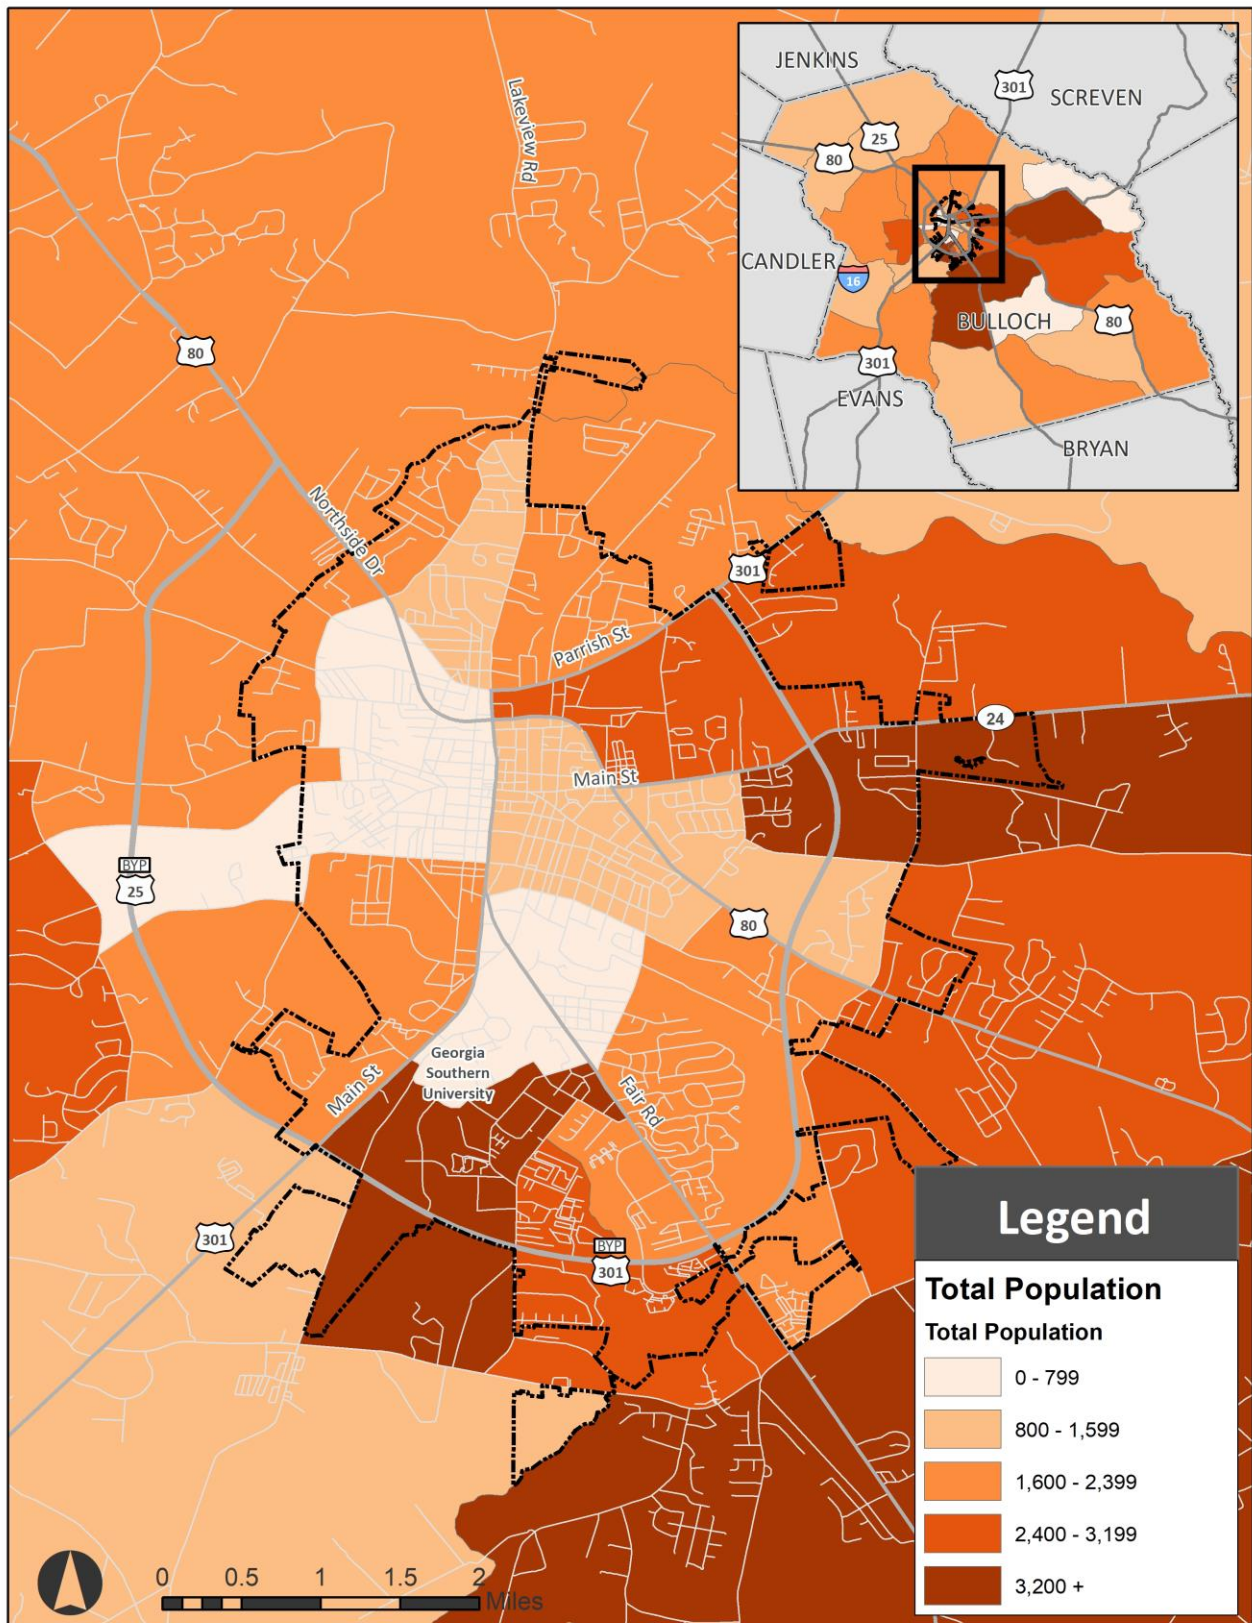 JENKINS
301
SCREVEN
25
80
CANDLER
16
BULLOCH
80
301
EVANS
BRYAN
Lakeview Rd
80
Northside Dr
301
Parrish St
24
Main St
BYP
25
80
Georgia
Southern
University
Main St
Fair Rd
301
BYP
301
Legend
Total Population
Total Population
0 - 799
800 - 1,599
1,600 - 2,399
2,400 - 3,199
3,200 +
0 0.5 1 1.5 2
Miles